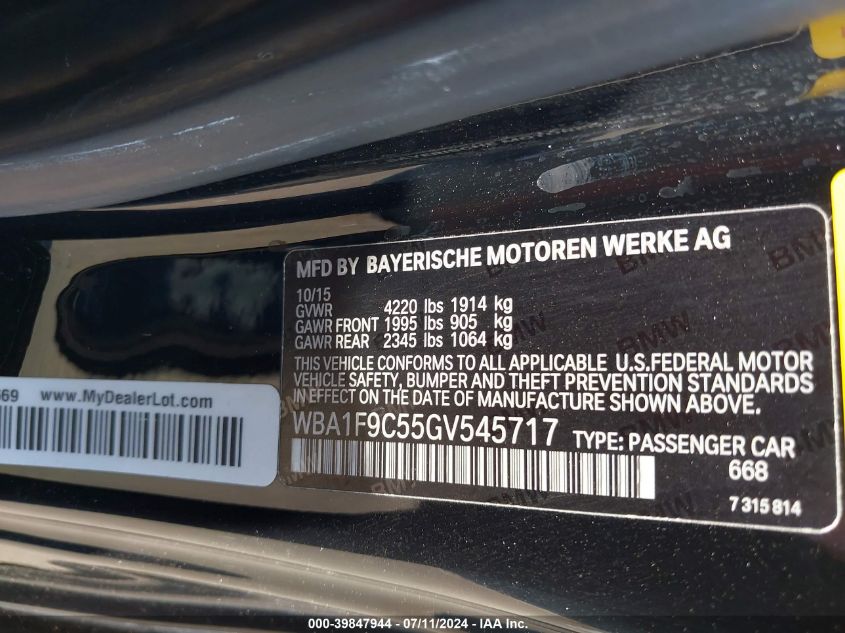 MFD BY BAYERISCHE MOTOREN WERKE AG
10/15
GVWR 4220 lbs 1914 kg
GAWR FRONT 1995 lbs 905 kg
GAWR REAR 2345 lbs 1064 kg
THIS VEHICLE CONFORMS TO ALL APPLICABLE U.S.FEDERAL MOTOR
VEHICLE SAFETY, BUMPER AND THEFT PREVENTION STANDARDS
IN EFFECT ON THE DATE OF MANUFACTURE SHOWN ABOVE.
WBA1F9C55GV545717 TYPE: PASSENGER CAR
668
7 315 814
669 www.MyDealerLot.com
BMW
000-39847944 - 07/11/2024 - IAA Inc.